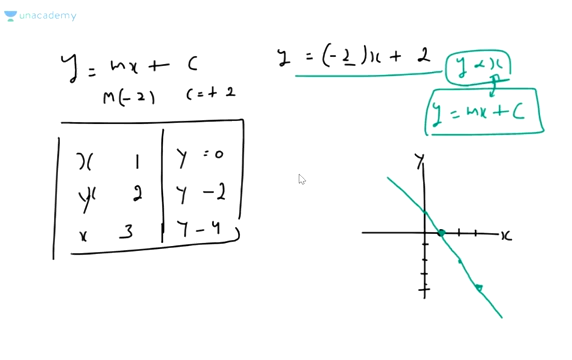 unacademy
y = mx + c
M(-2) c=+2
y = (-2)x + 2
y α x
y = mx + c
x 1 y =0
y 2 y -2
x 3 y -4
y
x